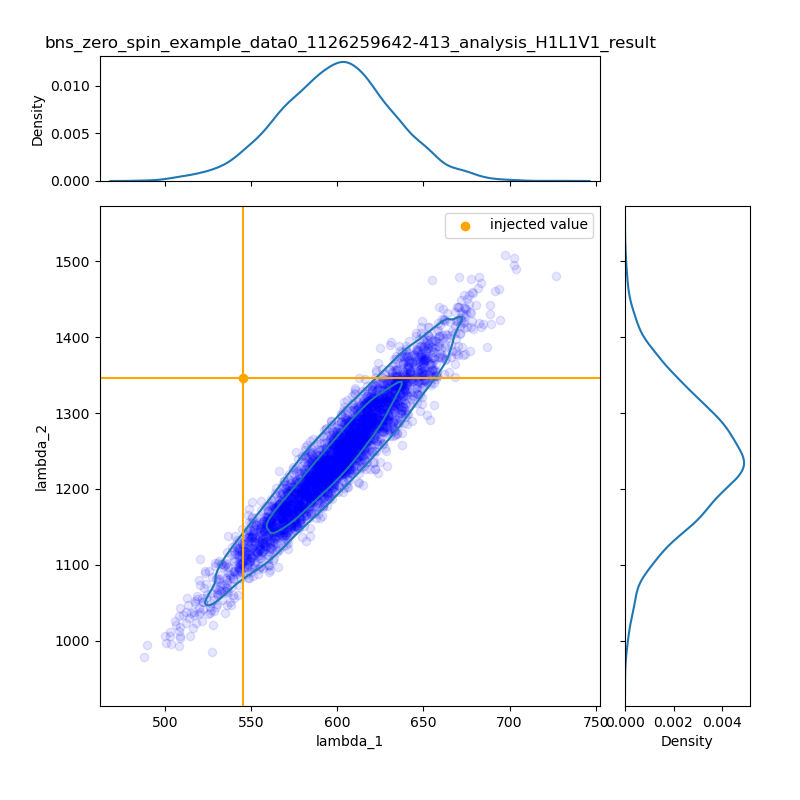 bns_zero_spin_example_data0_1126259642-413_analysis_H1L1V1_result
0.010
0.005
0.000
Density
injected value
1500
1400
1300
1200
1100
1000
lambda_2
500 550 600 650 700 750
lambda_1
0.000 0.002 0.004
Density